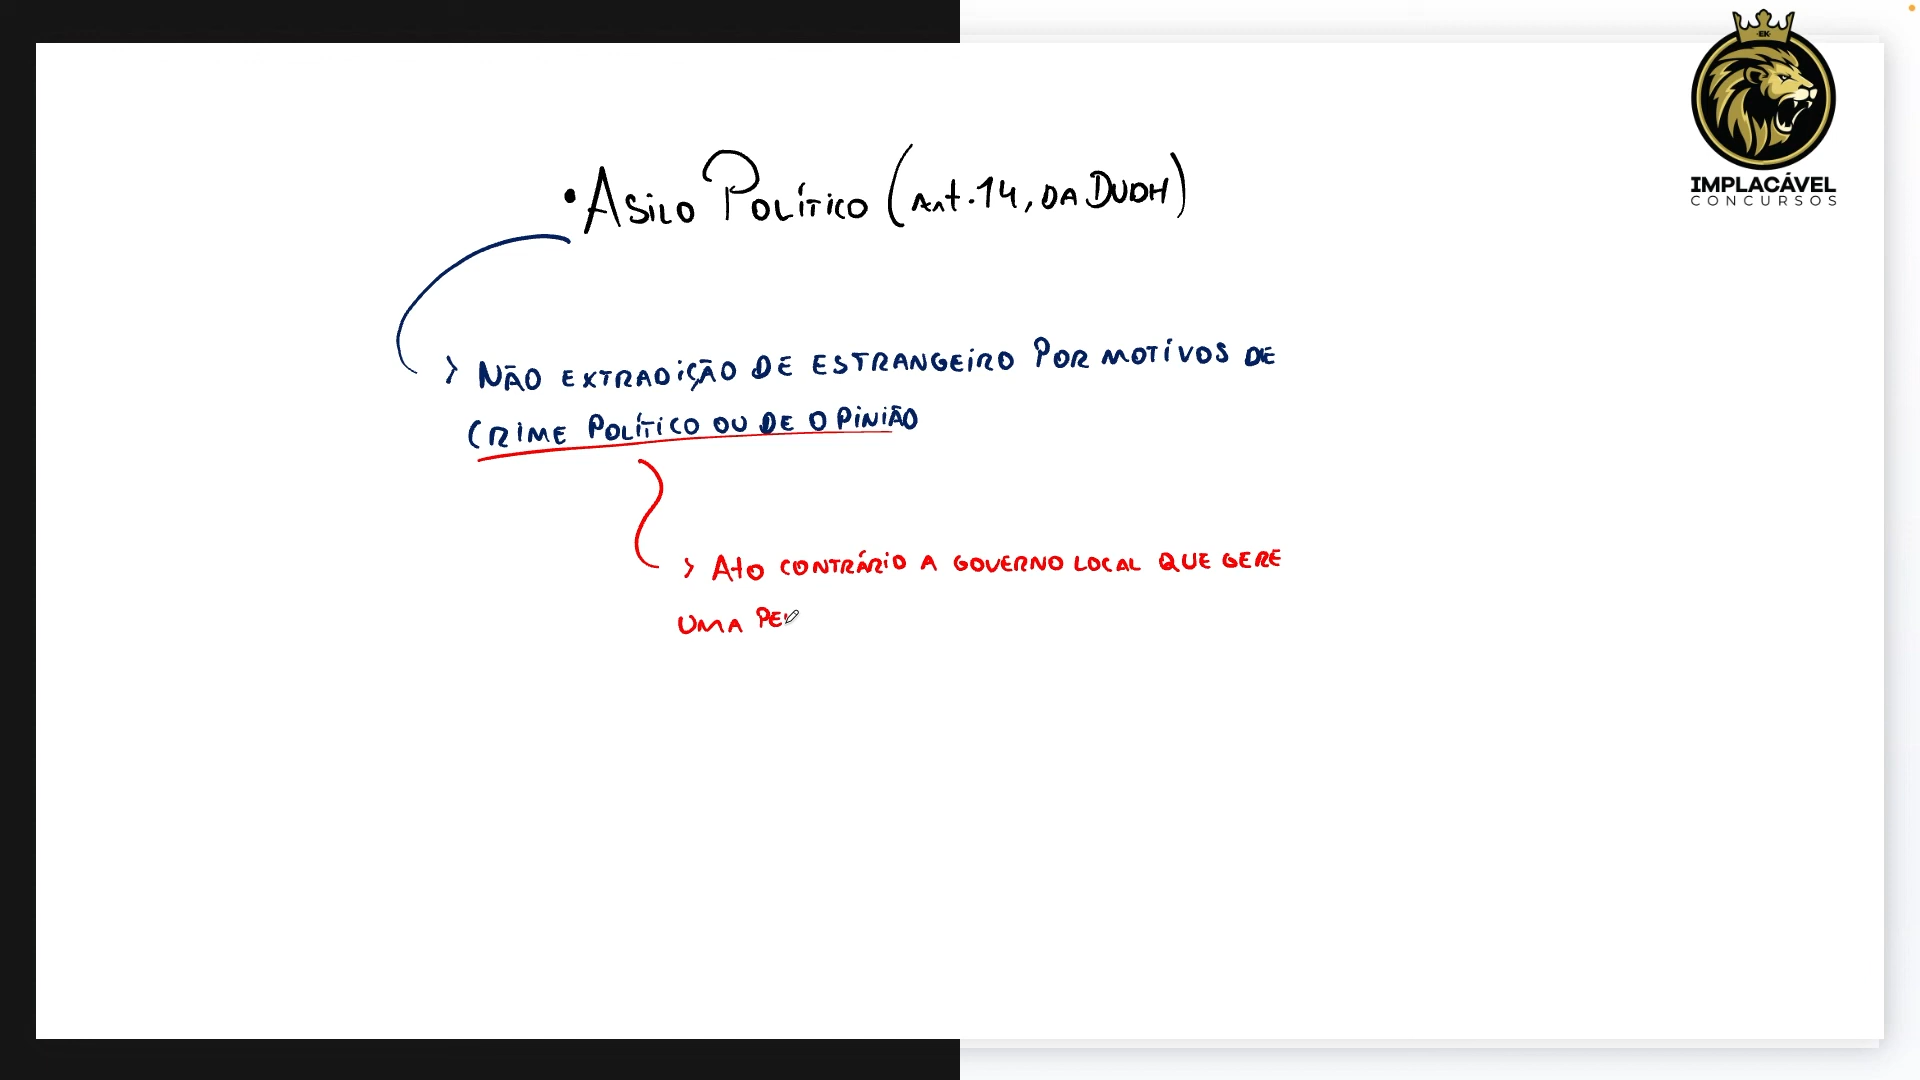 EK
IMPLACÁVEL
CONCURSOS
• Asilo Político (Art. 14, DA DUDH)
> NÃO EXTRADIÇÃO DE ESTRANGEIRO POR MOTIVOS DE
CRIME POLÍTICO OU DE OPINIÃO
> Ato CONTRÁRIO A GOVERNO LOCAL QUE GERE
UMA PE